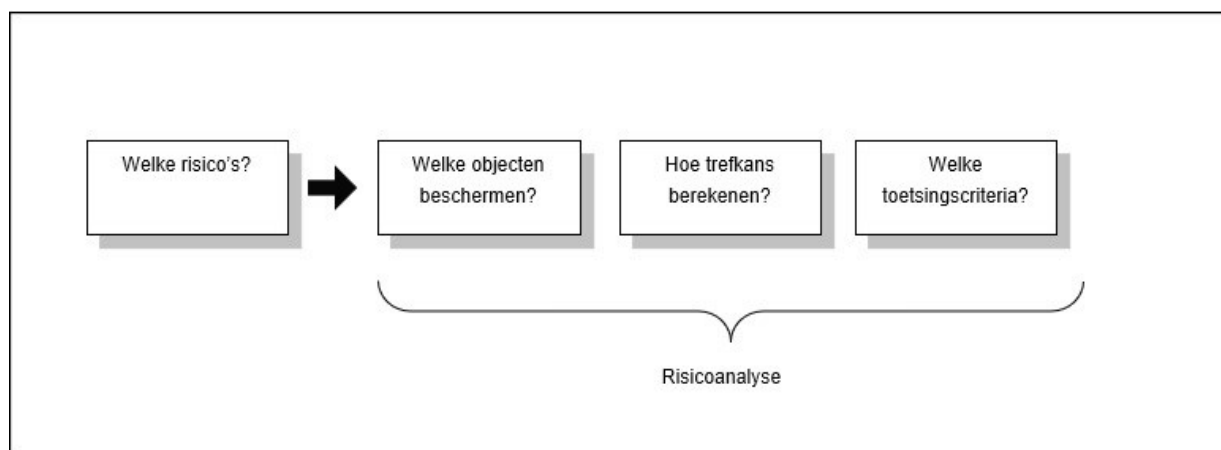 Welke risico's?
Welke objecten
beschermen?
Hoe trefkans
berekenen?
Welke
toetsingscriteria?
Risicoanalyse